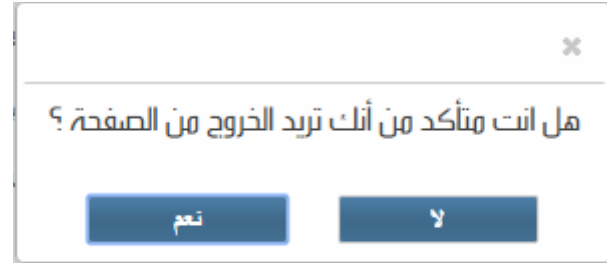 هل انت متأكد من أنك تريد الخروج من الصفحة ؟
لا
نعم